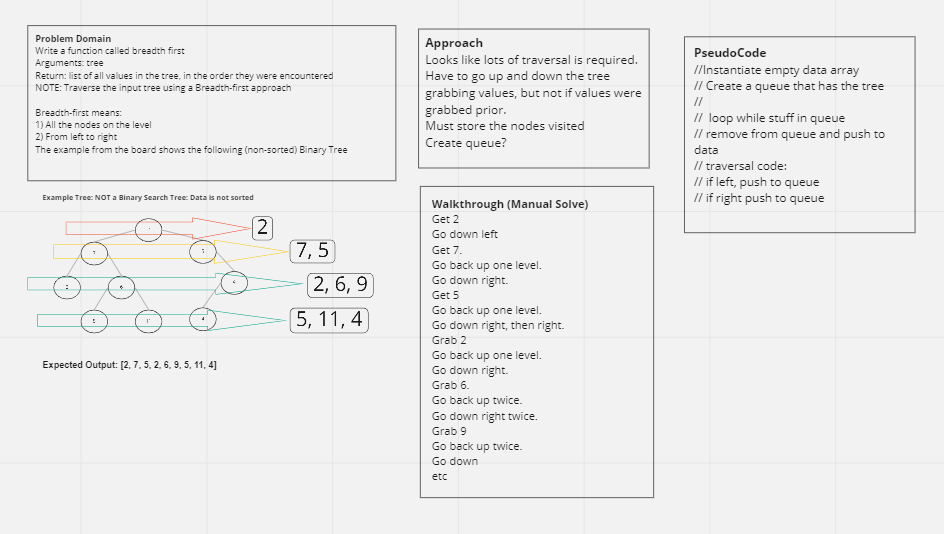 Problem Domain
Write a function called breadth first
Arguments: tree
Return: list of all values in the tree, in the order they were encountered
NOTE: Traverse the input tree using a Breadth-first approach
Breadth-first means:
1) All the nodes on the level
2) From left to right
The example from the board shows the following (non-sorted) Binary Tree
Example Tree: NOT a Binary Search Tree: Data is not sorted
2
7, 5
2, 6, 9
5, 11, 4
Expected Output: [2, 7, 5, 2, 6, 9, 5, 11, 4]
Approach
Looks like lots of traversal is required.
Have to go up and down the tree
grabbing values, but not if values were
grabbed prior.
Must store the nodes visited
Create queue?
Walkthrough (Manual Solve)
Get 2
Go down left
Get 7.
Go back up one level.
Go down right.
Get 5
Go back up one level.
Go down right, then right.
Grab 2
Go back up one level.
Go down right.
Grab 6.
Go back up twice.
Go down right twice.
Grab 9
Go back up twice.
Go down
etc
PseudoCode
//Instantiate empty data array
// Create a queue that has the tree
//
//  loop while stuff in queue
// remove from queue and push to
data
// traversal code:
// if left, push to queue
// if right push to queue